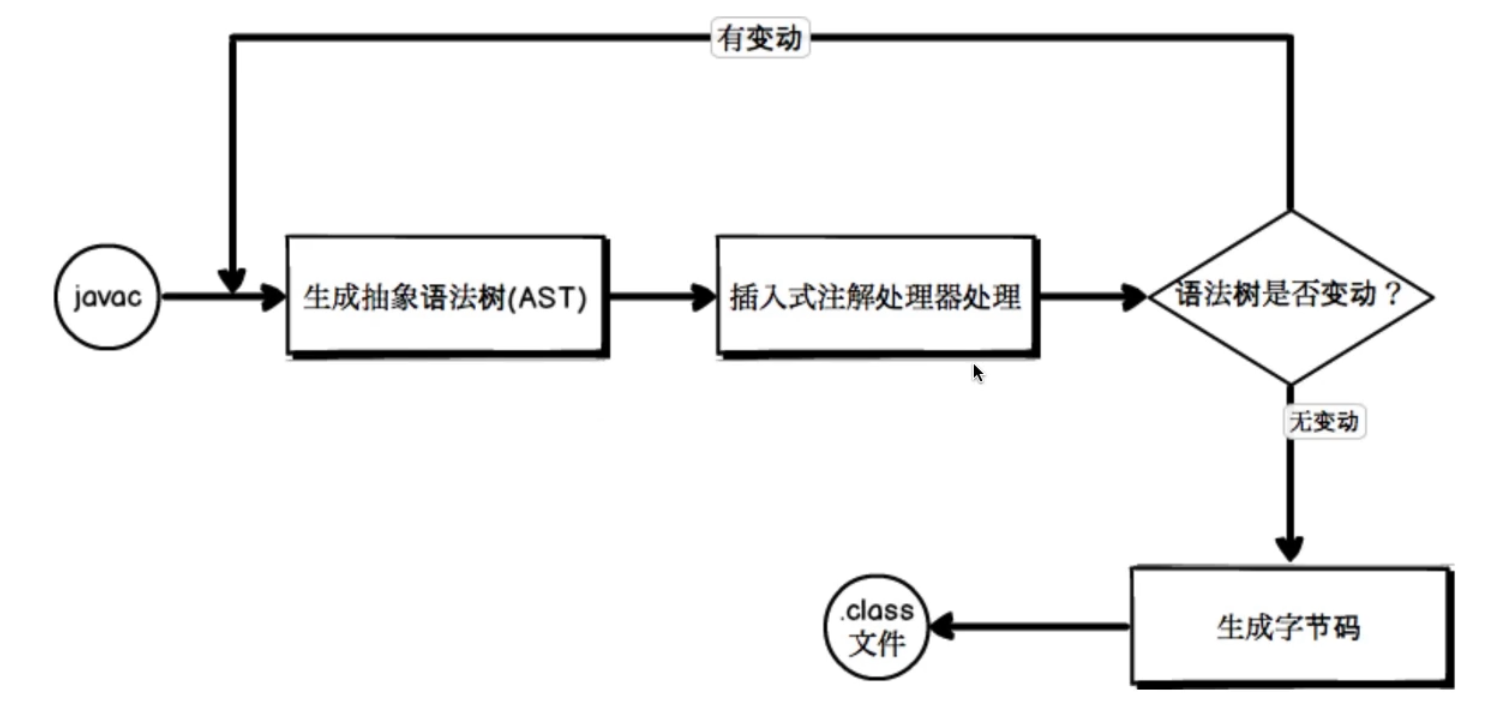 有变动
javac
生成抽象语法树(AST)
插入式注解处理器处理
语法树是否变动？
无变动
.class
文件
生成字节码